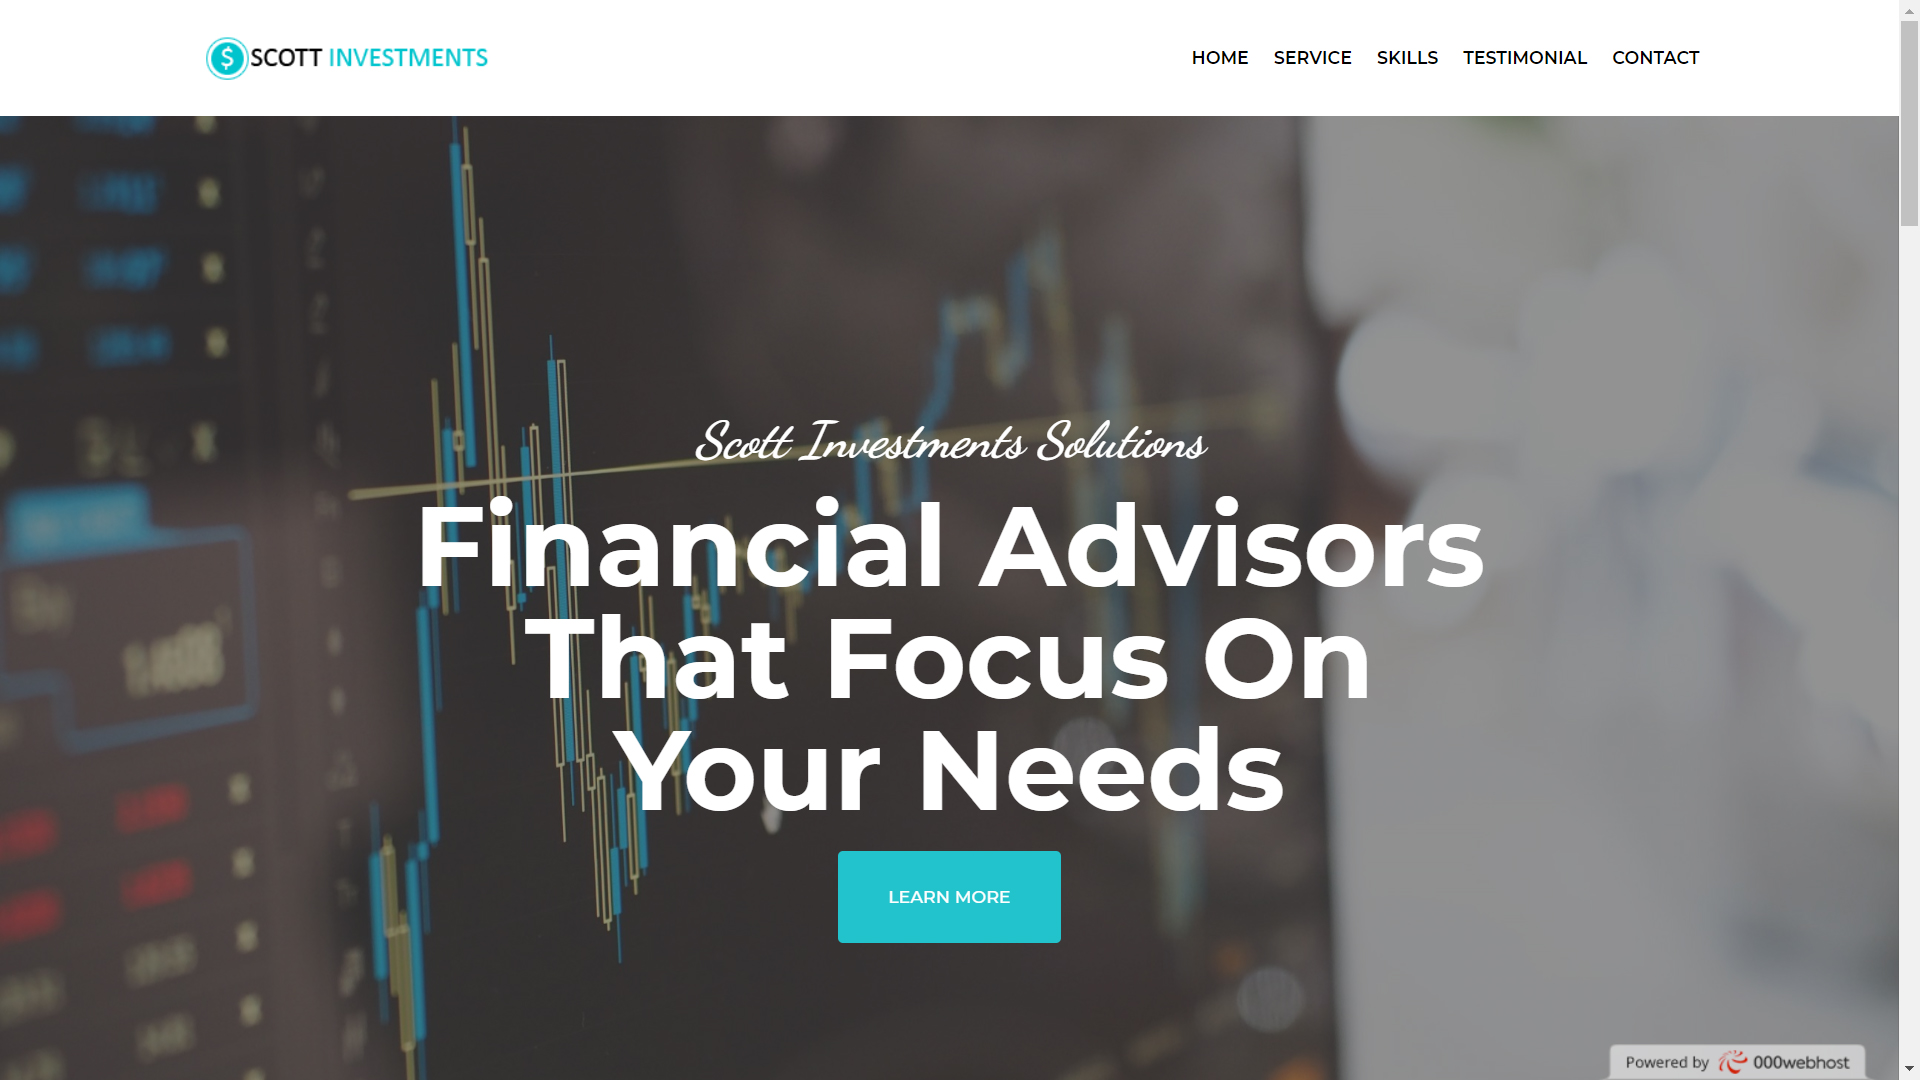 SCOTT INVESTMENTS
HOME SERVICE SKILLS TESTIMONIAL CONTACT
Scott Investments Solutions
Financial Advisors
That Focus On
Your Needs
LEARN MORE
Powered by 000webhost